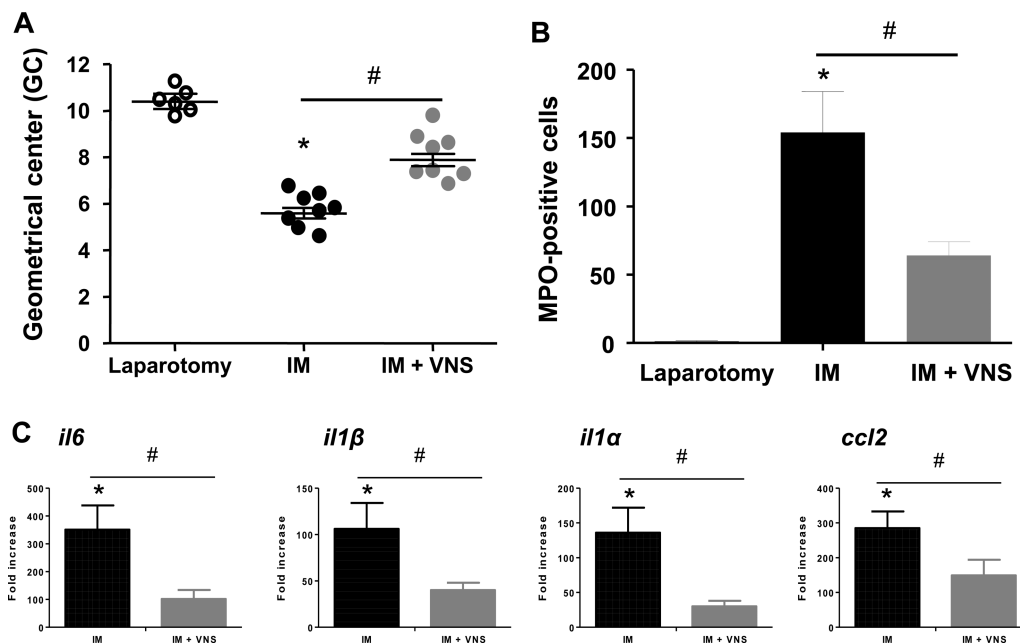 A
Geometrical center (GC)
12
10
8
6
4
2
0
*
#
Laparotomy
IM
IM + VNS
B
MPO-positive cells
200
150
100
50
0
*
#
Laparotomy
IM
IM + VNS
C
il6
#
*
Fold increase
500
400
300
200
100
0
IM
IM + VNS
il1β
#
*
Fold increase
150
100
50
0
IM
IM + VNS
il1α
#
*
Fold increase
200
150
100
50
0
IM
IM + VNS
ccl2
#
*
Fold increase
400
300
200
100
0
IM
IM + VNS